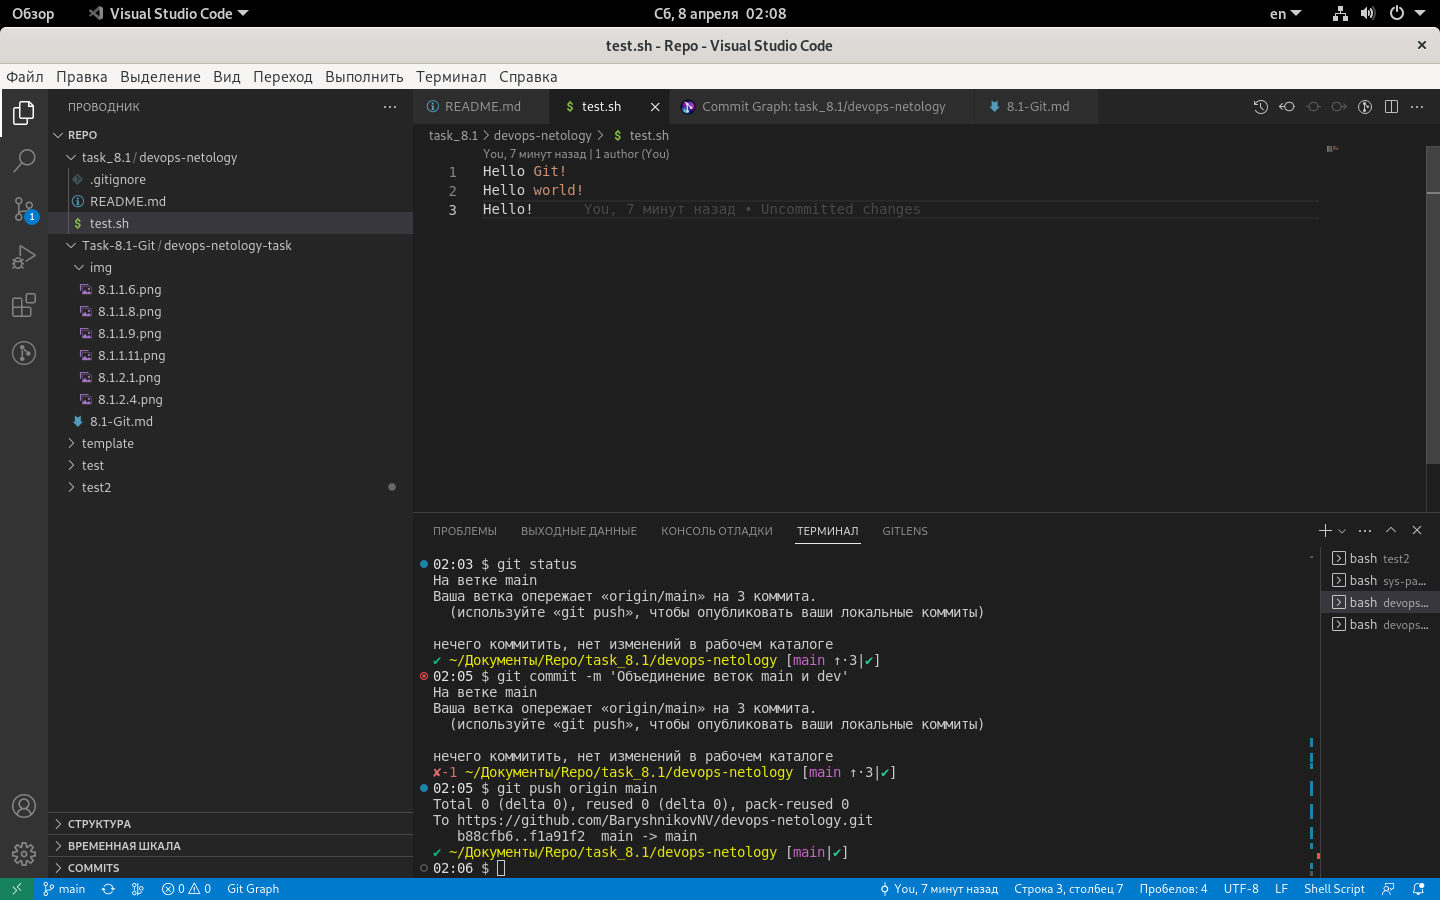 Обзор
Visual Studio Code
Сб, 8 апреля 02:08
en
test.sh - Repo - Visual Studio Code
Файл Правка Выделение Вид Переход Выполнить Терминал Справка
ПРОВОДНИК
REPO
task_8.1 / devops-netology
.gitignore
README.md
1
test.sh
Task-8.1-Git / devops-netology-task
img
8.1.1.6.png
8.1.1.8.png
8.1.1.9.png
8.1.1.11.png
8.1.2.1.png
8.1.2.4.png
8.1-Git.md
template
test
test2
СТРУКТУРА
ВРЕМЕННАЯ ШКАЛА
COMMITS
README.md
test.sh
Commit Graph: task_8.1/devops-netology
8.1-Git.md
task_8.1 > devops-netology > $ test.sh
You, 7 минут назад | 1 author (You)
1 Hello Git!
2 Hello world!
3 Hello! You, 7 минут назад • Uncommitted changes
ПРОБЛЕМЫ ВЫХОДНЫЕ ДАННЫЕ КОНСОЛЬ ОТЛАДКИ ТЕРМИНАЛ GITLENS
02:03 $ git status
На ветке main
Ваша ветка опережает «origin/main» на 3 коммита.
(используйте «git push», чтобы опубликовать ваши локальные коммиты)
нечего коммитить, нет изменений в рабочем каталоге
✔ ~/Документы/Repo/task_8.1/devops-netology [main ↑·3|✔]
02:05 $ git commit -m 'Объединение веток main и dev'
На ветке main
Ваша ветка опережает «origin/main» на 3 коммита.
(используйте «git push», чтобы опубликовать ваши локальные коммиты)
нечего коммитить, нет изменений в рабочем каталоге
✘-1 ~/Документы/Repo/task_8.1/devops-netology [main ↑·3|✔]
02:05 $ git push origin main
Total 0 (delta 0), reused 0 (delta 0), pack-reused 0
To https://github.com/BaryshnikovNV/devops-netology.git
b88cfb6..f1a91f2 main -> main
✔ ~/Документы/Repo/task_8.1/devops-netology [main|✔]
02:06 $
bash test2
bash sys-pa...
bash devops...
bash devops...
main
0 0
Git Graph
You, 7 минут назад
Строка 3, столбец 7
Пробелов: 4
UTF-8
LF
Shell Script